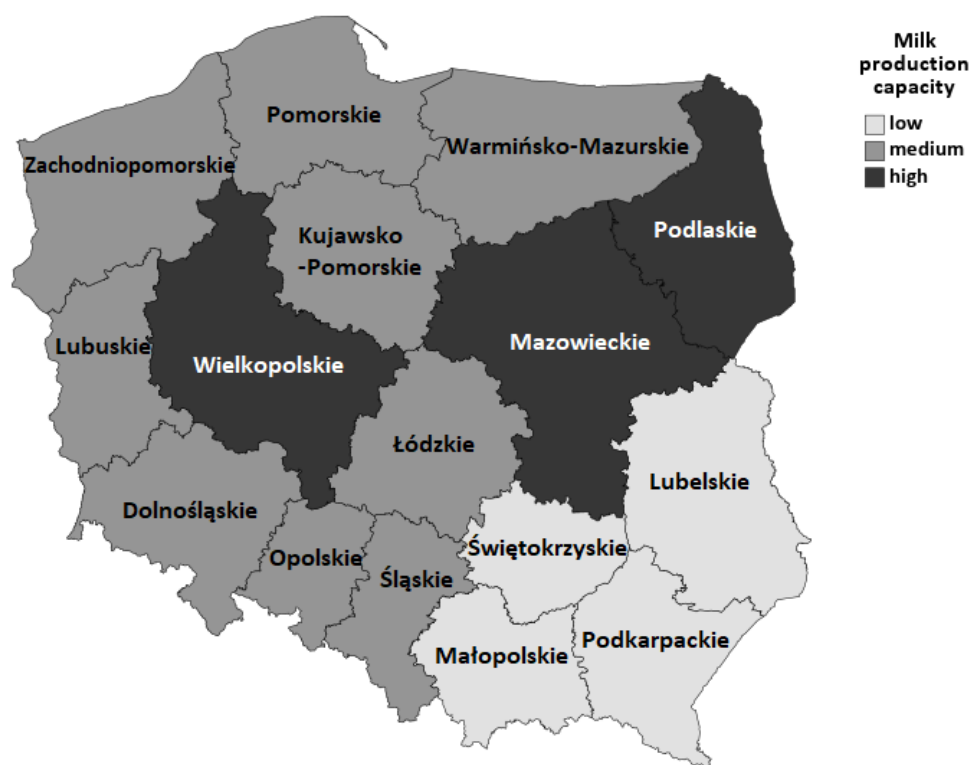 Milk
production
capacity
low
medium
high
Pomorskie
Zachodniopomorskie
Warmińsko-Mazurskie
Podlaskie
Kujawsko
-Pomorskie
Lubuskie
Wielkopolskie
Mazowieckie
Łódzkie
Lubelskie
Dolnośląskie
Opolskie
Śląskie
Świętokrzyskie
Małopolskie
Podkarpackie